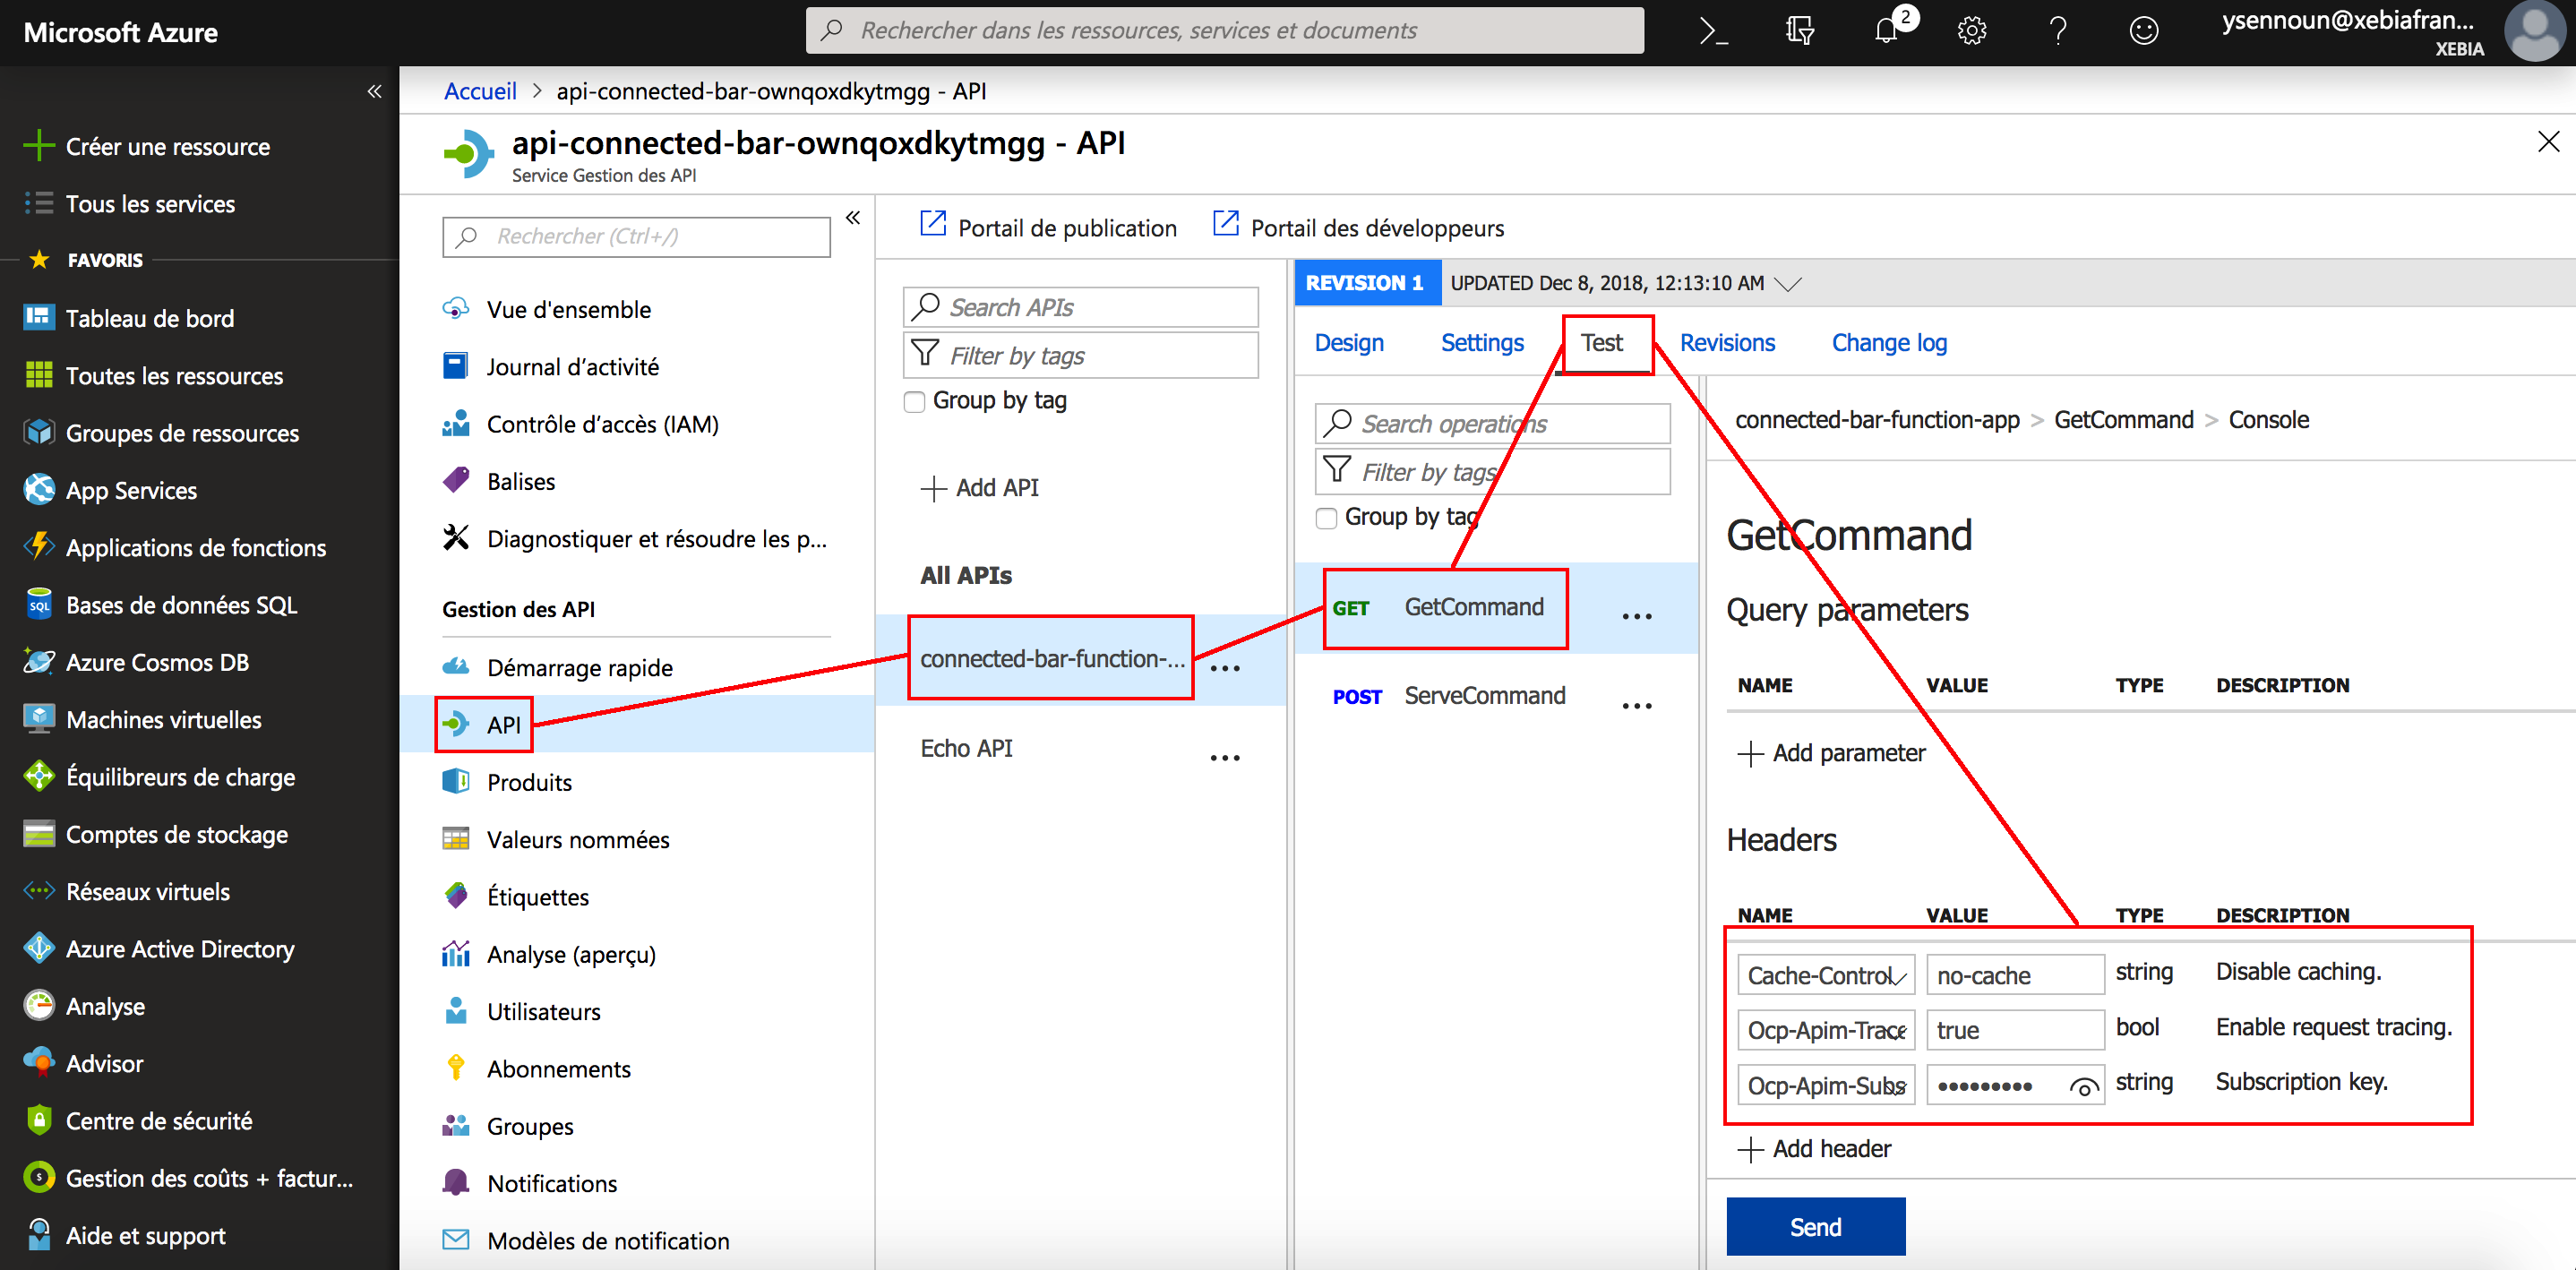 Microsoft Azure
Rechercher dans les ressources, services et documents
2
ysennoun@xebiafran...
XEBIA
Créer une ressource
Tous les services
FAVORIS
Tableau de bord
Toutes les ressources
Groupes de ressources
App Services
Applications de fonctions
SQL
Bases de données SQL
Azure Cosmos DB
Machines virtuelles
Équilibreurs de charge
Comptes de stockage
Réseaux virtuels
Azure Active Directory
Analyse
Advisor
Centre de sécurité
Gestion des coûts + factur...
Aide et support
Accueil > api-connected-bar-ownqoxdkytmgg - API
api-connected-bar-ownqoxdkytmgg - API
Service Gestion des API
Rechercher (Ctrl+/)
Vue d'ensemble
Journal d’activité
Contrôle d’accès (IAM)
Balises
Diagnostiquer et résoudre les p...
Gestion des API
Démarrage rapide
API
Produits
Valeurs nommées
Étiquettes
Analyse (aperçu)
Utilisateurs
Abonnements
Groupes
Notifications
Modèles de notification
Portail de publication
Portail des développeurs
Search APIs
Filter by tags
Group by tag
Add API
All APIs
connected-bar-function-...
Echo API
REVISION 1
UPDATED Dec 8, 2018, 12:13:10 AM
Design
Settings
Test
Revisions
Change log
Search operations
Filter by tags
Group by tag
GET GetCommand
POST ServeCommand
connected-bar-function-app > GetCommand > Console
GetCommand
Query parameters
NAME VALUE TYPE DESCRIPTION
Add parameter
Headers
NAME VALUE TYPE DESCRIPTION
Cache-Control no-cache string Disable caching.
Ocp-Apim-Trace true bool Enable request tracing.
Ocp-Apim-Subs ••••••••• string Subscription key.
Add header
Send